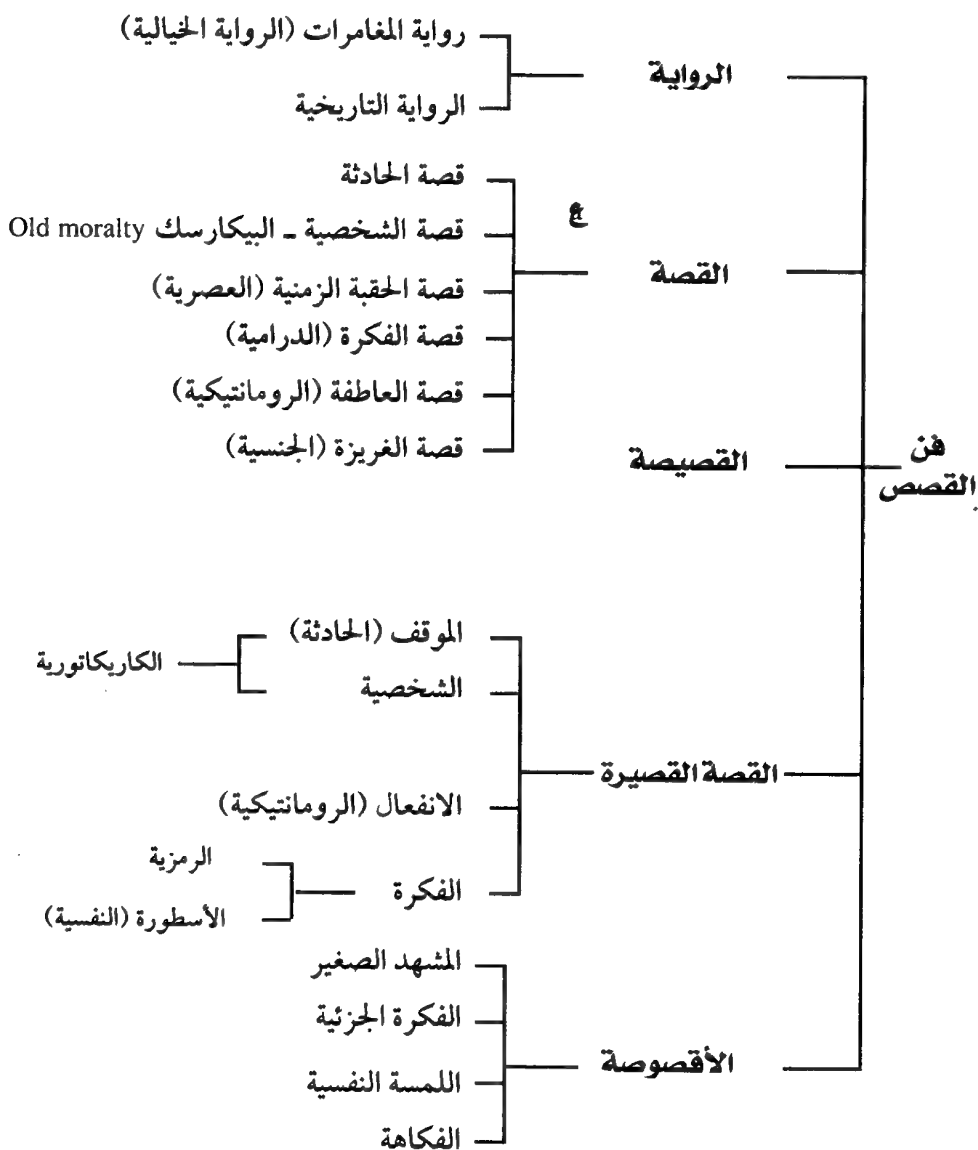 رواية المغامرات (الرواية الخيالية)
الرواية
الرواية التاريخية
قصة الحادثة
قصة الشخصية ـ البيكارسك Old moralty
القصة
قصة الحقبة الزمنية (العصرية)
قصة الفكرة (الدرامية)
قصة العاطفة (الرومانتيكية)
قصة الغريزة (الجنسية)
فن
القصيصة
القصص
الموقف (الحادثة)
الكاريكاتورية
الشخصية
القصة القصيرة
الانفعال (الرومانتيكية)
الرمزية
الفكرة
الأسطورة (النفسية)
المشهد الصغير
الفكرة الجزئية
الأقصوصة
اللمسة النفسية
الفكاهة